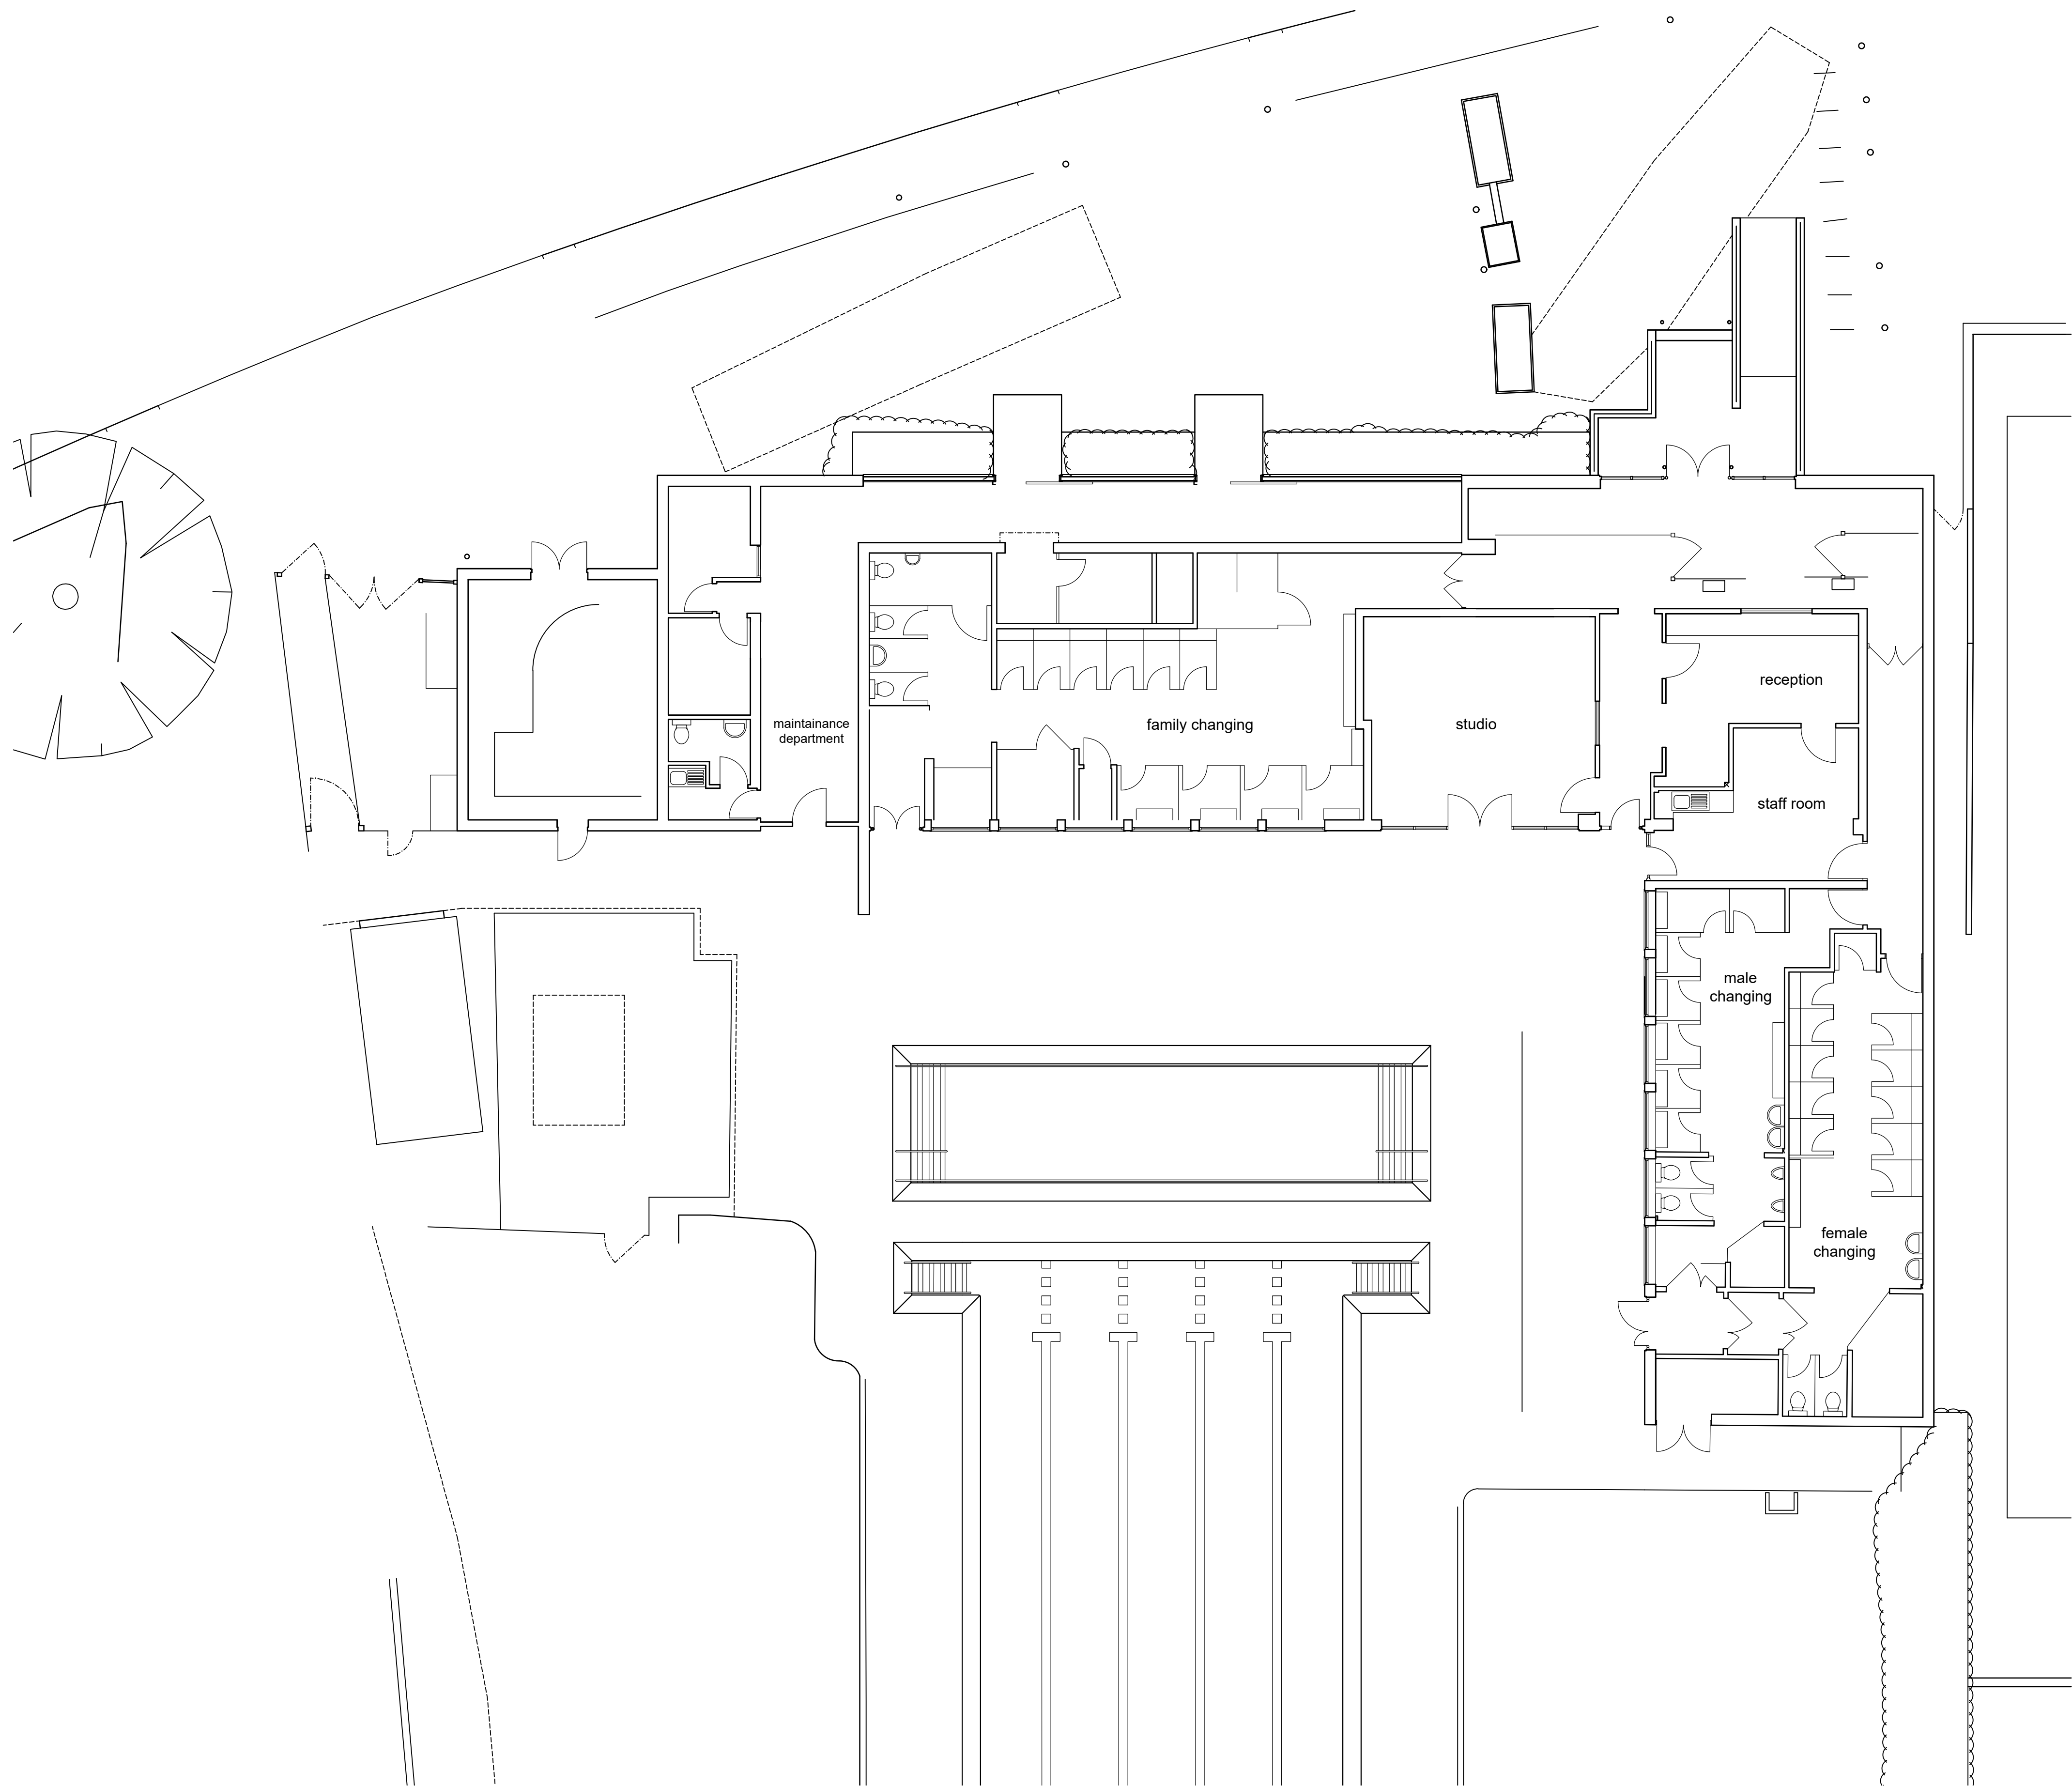 reception
maintainance
department
family changing
studio
staff room
male
changing
female
changing